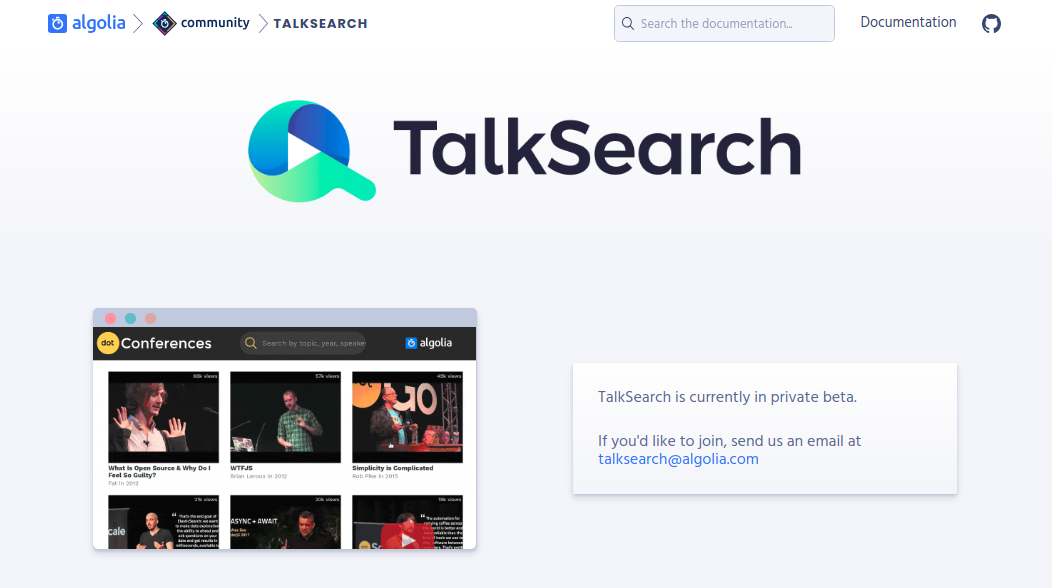 algolia community TALKSEARCH Search the documentation... Documentation
TalkSearch
dot Conferences Search by topic, year, speaker algolia
66k views 57k views 49k views
GO
What Is Open Source & Why Do I
Feel So Guilty?
Fat in 2012
WTFJS
Brian Leroux in 2012
Simplicity is Complicated
Rob Pike in 2015
21k views 20k views 19k views
ASYNC + AWAIT
TalkSearch is currently in private beta.
If you'd like to join, send us an email at
talksearch@algolia.com